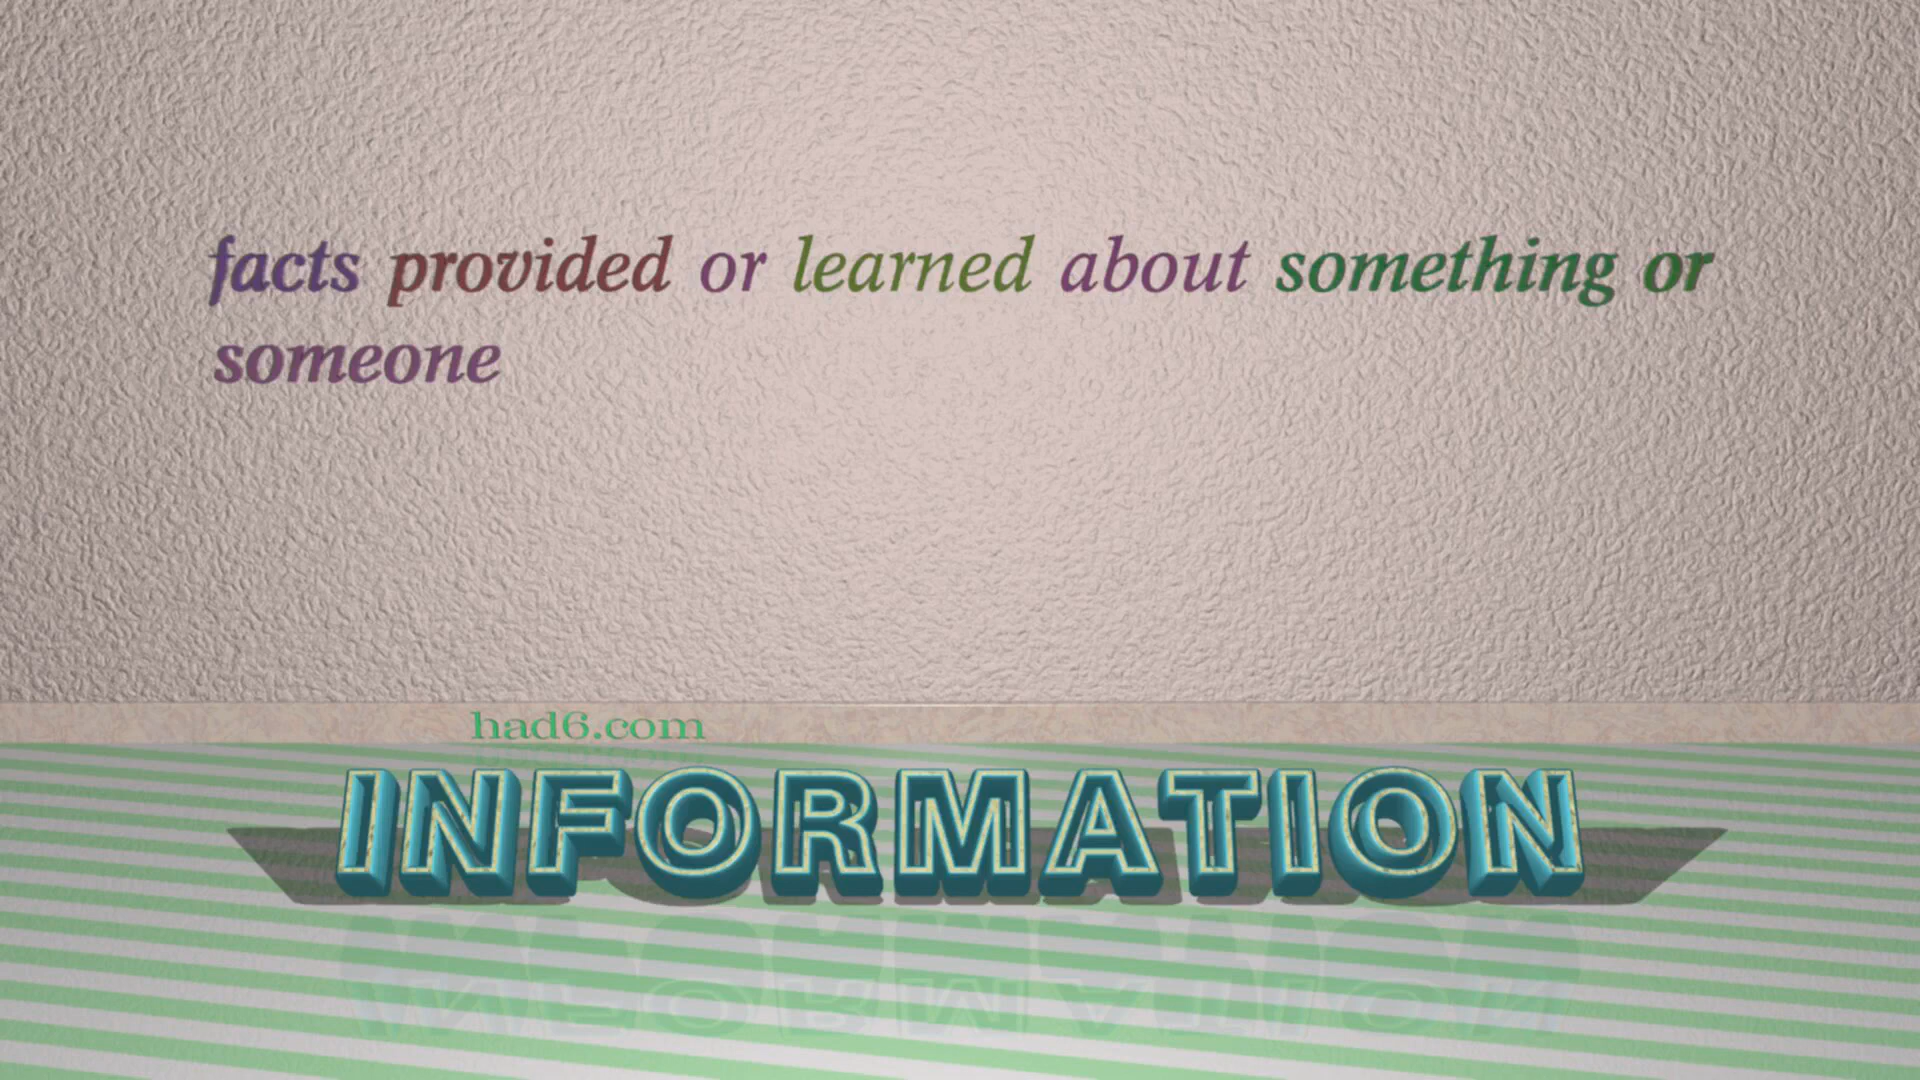 facts provided or learned about something or
someone
had6.com
INFORMATION